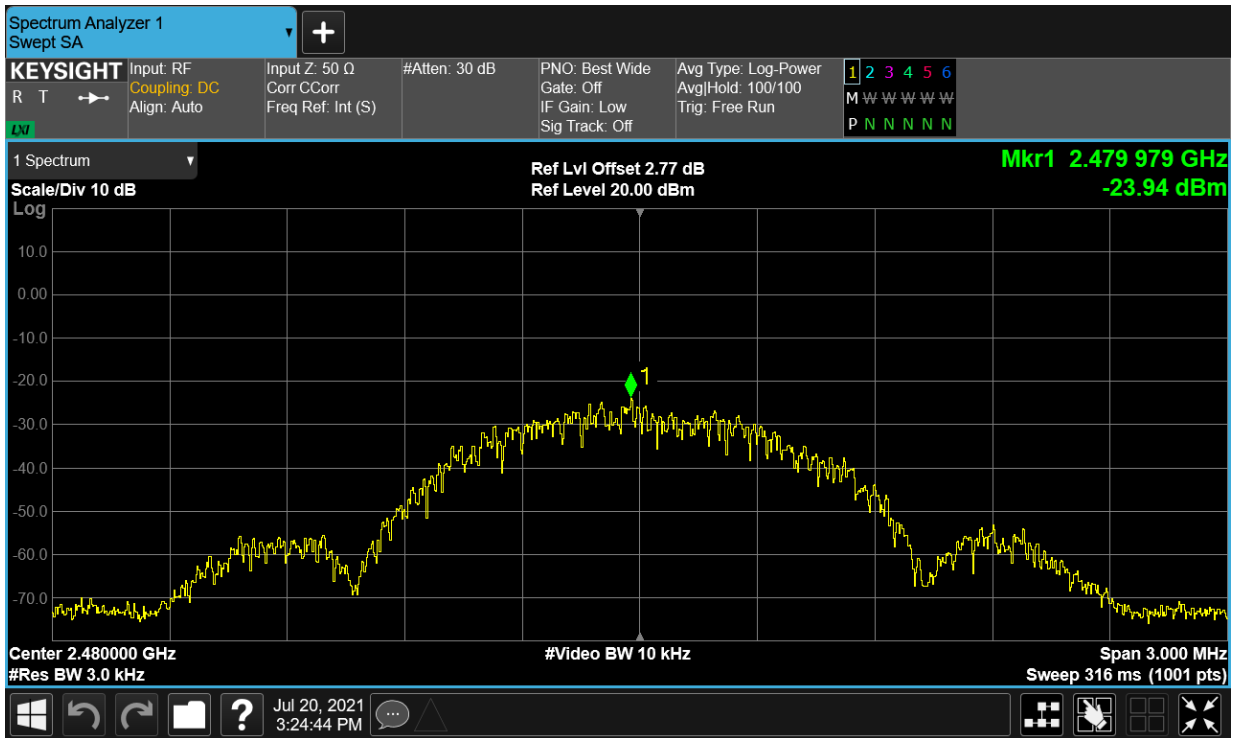 Spectrum Analyzer 1
Swept SA
▼
+
KEYSIGHT
R T
LXI
Input: RF
Coupling: DC
Align: Auto
Input Z: 50 Ω
Corr CCorr
Freq Ref: Int (S)
#Atten: 30 dB
PNO: Best Wide
Gate: Off
IF Gain: Low
Sig Track: Off
Avg Type: Log-Power
Avg|Hold: 100/100
Trig: Free Run
1 2 3 4 5 6
M W W W W W
P N N N N N
1 Spectrum ▼
Scale/Div 10 dB
Ref Lvl Offset 2.77 dB
Ref Level 20.00 dBm
Mkr1 2.479 979 GHz
-23.94 dBm
Log
10.0
0.00
-10.0
-20.0
-30.0
-40.0
-50.0
-60.0
-70.0
1
Center 2.480000 GHz
#Video BW 10 kHz
Span 3.000 MHz
#Res BW 3.0 kHz
Sweep 316 ms (1001 pts)
?
Jul 20, 2021
3:24:44 PM